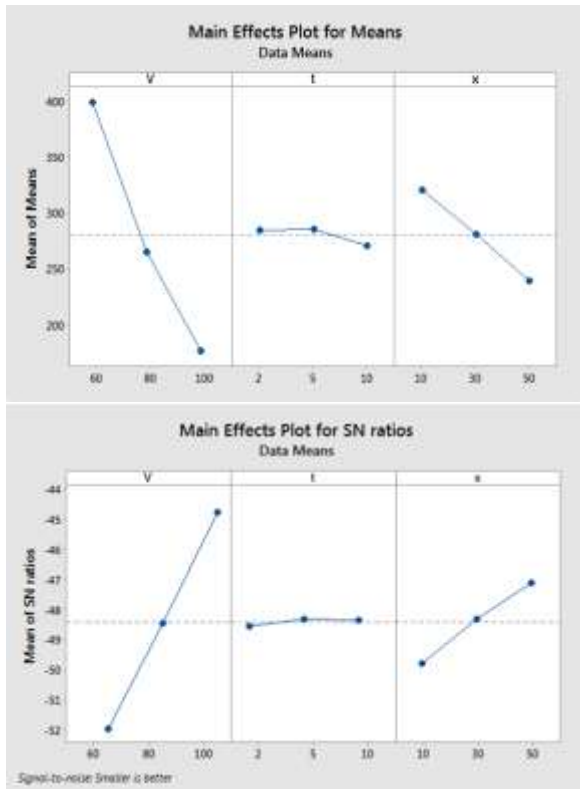 Main Effects Plot for Means
Data Means
V t x
Mean of Means
400
350
300
250
200
60 80 100 2 5 10 10 30 50
Main Effects Plot for SN ratios
Data Means
V t x
Mean of SN ratios
-44
-45
-46
-47
-48
-49
-50
-51
-52
60 80 100 2 5 10 10 30 50
Signal-to-noise: Smaller is better